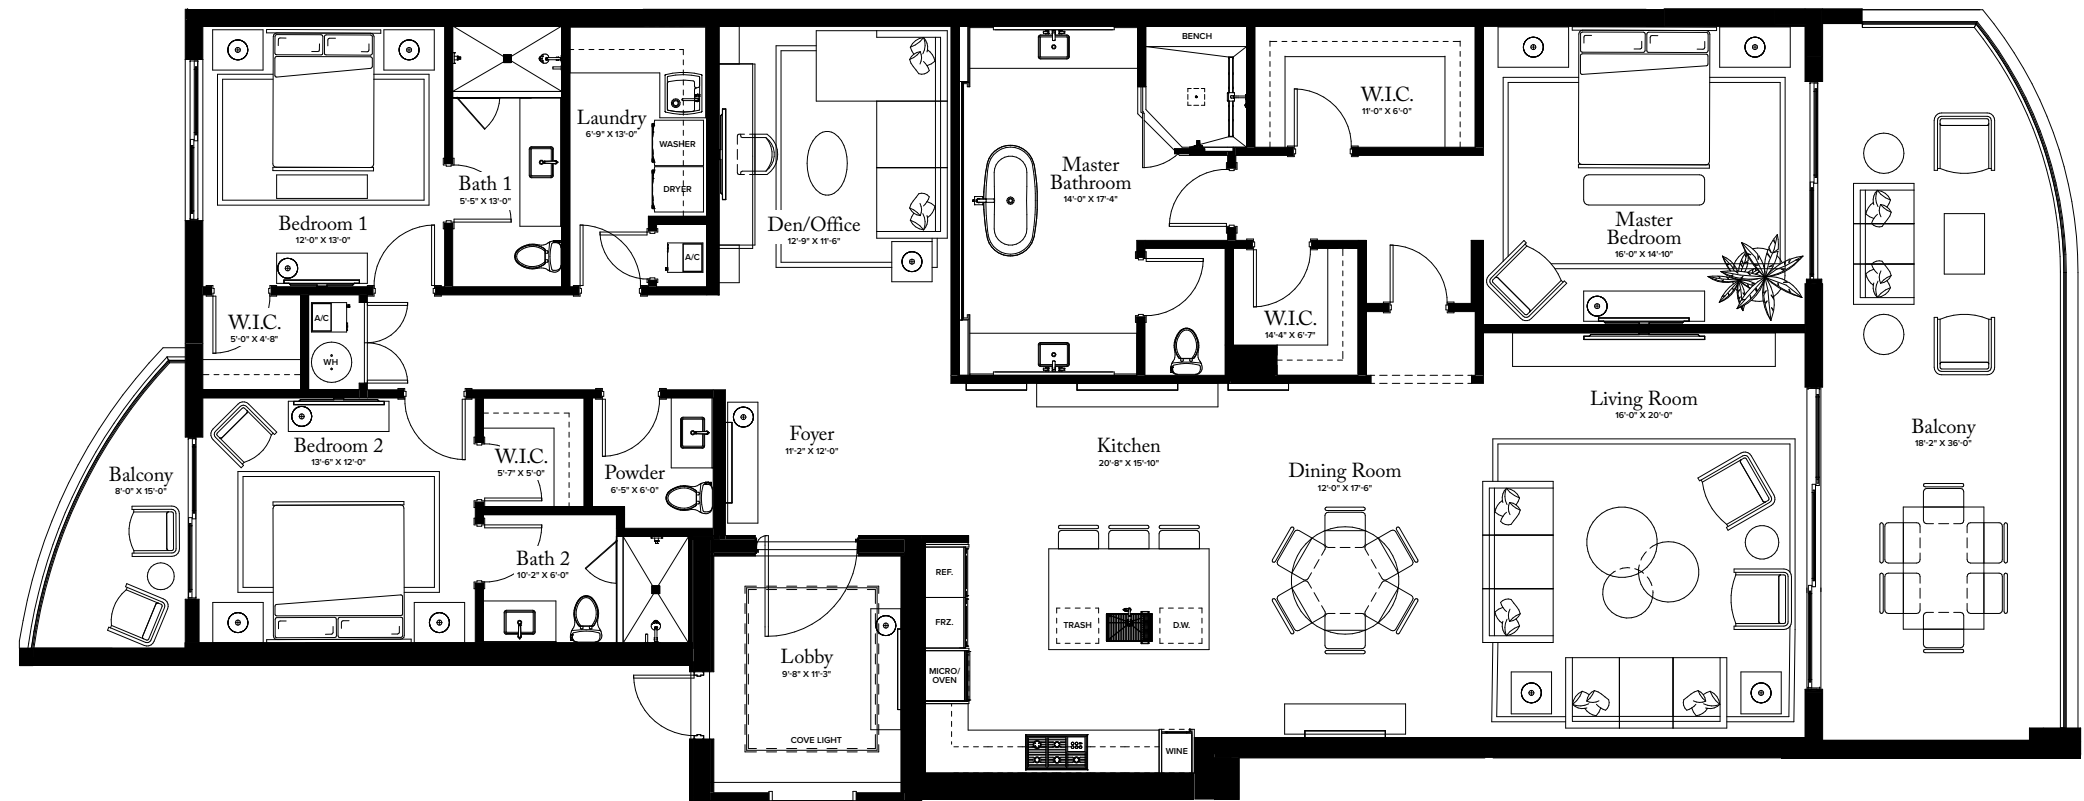 BENCH
W.I.C.
11'-0" X 6'-0"
Laundry
6'-9" X 13'-0"
WASHER
DRYER
Master
Bathroom
14'-0" X 17'-4"
Bath 1
5'-5" X 13'-0"
Bedroom 1
12'-0" X 13'-0"
Den/Office
12'-9" X 11'-6"
Master
Bedroom
16'-0" X 14'-10"
A/C
W.I.C.
5'-0" X 4'-8"
A/C
WH
W.I.C.
14'-4" X 6'-7"
Living Room
16'-0" X 20'-0"
Balcony
18'-2" X 36'-0"
Foyer
11'-2" X 12'-0"
Bedroom 2
13'-6" X 12'-0"
Kitchen
20'-8" X 15'-10"
W.I.C.
5'-7" X 5'-0"
Powder
6'-5" X 6'-0"
Dining Room
12'-0" X 17'-6"
Balcony
8'-0" X 15'-0"
Bath 2
10'-2" X 6'-0"
REF.
FRZ.
TRASH
D.W.
Lobby
9'-8" X 11'-3"
MICRO/
OVEN
COVE LIGHT
WINE